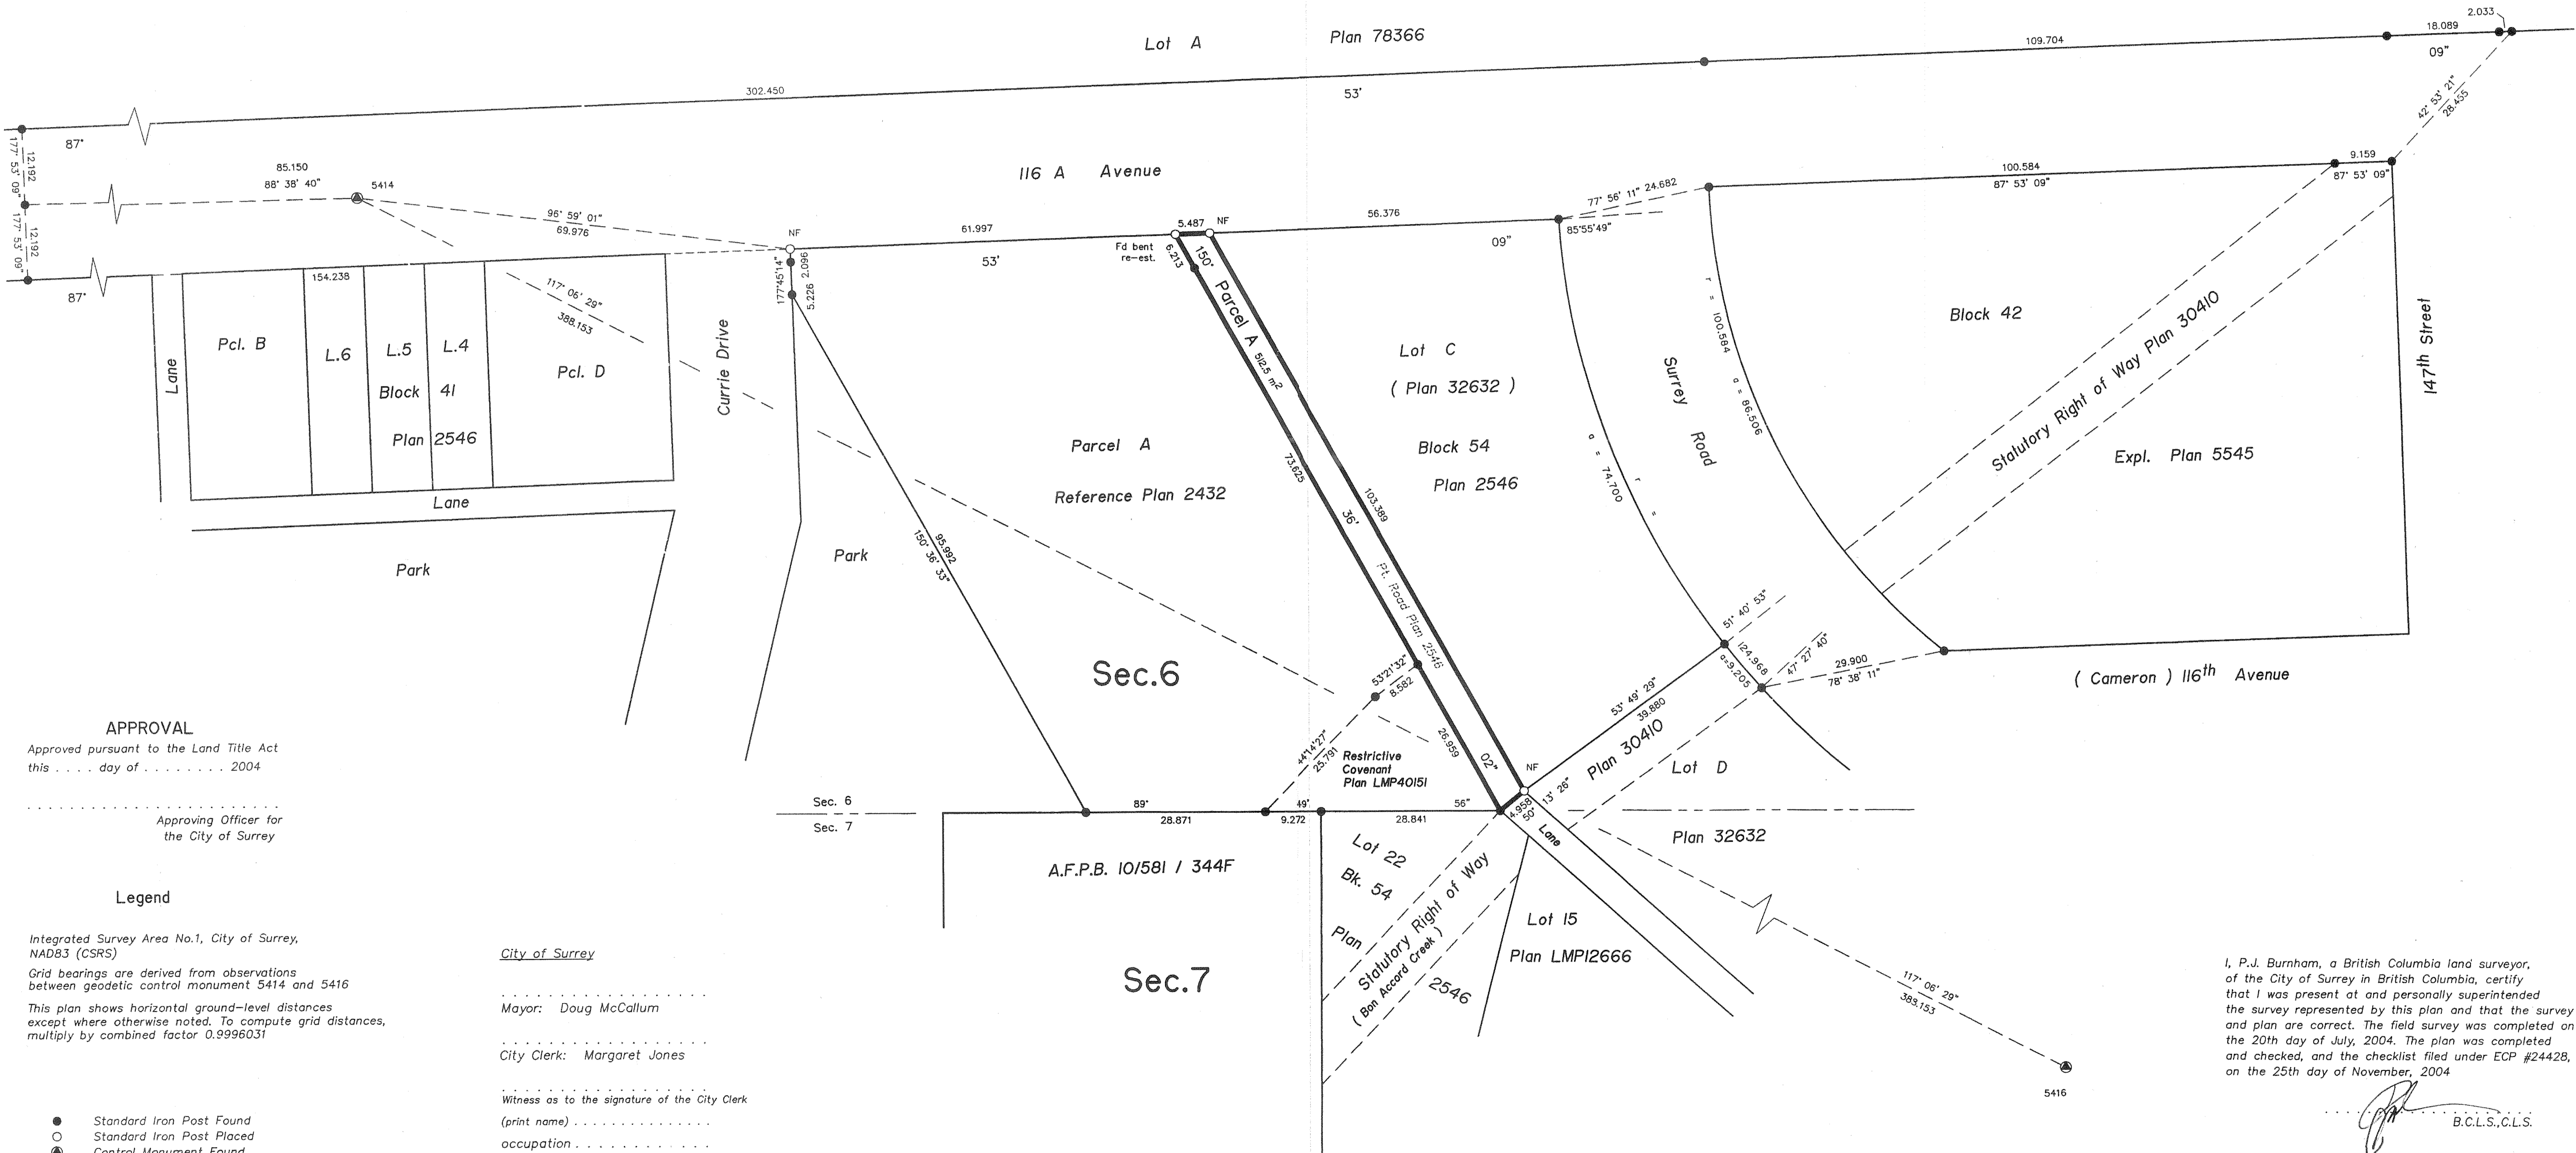 Lot A Plan 78366
2.033
18.089
09"
109.704
302.450
53'
42° 53' 21"
28.455
87°
177° 53' 09"
12.192
177° 53' 09"
12.192
87°
85.150
88° 38' 40"
5414
116 A Avenue
96° 59' 01"
69.976
NF
61.997
53'
5.487
NF
Fd bent
re-est.
6.213
150°
56.376
09"
77° 56' 11" 24.682
85°55'49"
100.584
87° 53' 09"
9.159
87° 53' 09"
154.238
117° 06' 29"
388.153
177°45'14"
2.096
5.226
Lane
Pcl. B
L.6
L.5
L.4
Block 41
Plan 2546
Pcl. D
Lane
Park
Currie Drive
Park
95.992
150° 36' 33"
Parcel A
Reference Plan 2432
Parcel A 512.5 m²
73.625
36'
103.389
Pt. Road Plan 2546
Lot C
( Plan 32632 )
Block 54
Plan 2546
a = 74.700
r =
Surrey Road
r = 100.584 a = 86.506
Block 42
Statutory Right of Way Plan 30410
Expl. Plan 5545
147th Street
Sec.6
53°21'32"
8.582
44°14'27"
25.791
26.959
02"
Restrictive
Covenant
Plan LMP40151
NF
51° 40' 53"
124.968
a=9.205
47° 27' 40"
29.900
78° 38' 11"
53° 49' 29"
39.880
Plan 30410
( Cameron ) 116th Avenue
Lot D
Sec. 6
Sec. 7
89°
28.871
49'
9.272
56"
28.841
4.958
50°
13' 26"
Lane
Plan 32632
A.F.P.B. 10/581 / 344F
Lot 22
Bk. 54
Plan
2546
Statutory Right of Way
( Bon Accord Creek )
Lot 15
Plan LMP12666
Sec.7
117° 06' 29"
388.153
5416
APPROVAL
Approved pursuant to the Land Title Act
this . . . . day of . . . . . . . . 2004
Approving Officer for
the City of Surrey
Legend
Integrated Survey Area No.1, City of Surrey,
NAD83 (CSRS)
Grid bearings are derived from observations
between geodetic control monument 5414 and 5416
This plan shows horizontal ground-level distances
except where otherwise noted. To compute grid distances,
multiply by combined factor 0.9996031
Standard Iron Post Found
Standard Iron Post Placed
Control Monument Found
City of Surrey
Mayor: Doug McCallum
City Clerk: Margaret Jones
Witness as to the signature of the City Clerk
(print name) . . . . . . . . . . . . . . .
occupation . . . . . . . . . . . . .
I, P.J. Burnham, a British Columbia land surveyor,
of the City of Surrey in British Columbia, certify
that I was present at and personally superintended
the survey represented by this plan and that the survey
and plan are correct. The field survey was completed on
the 20th day of July, 2004. The plan was completed
and checked, and the checklist filed under ECP #24428,
on the 25th day of November, 2004
B.C.L.S.,C.L.S.